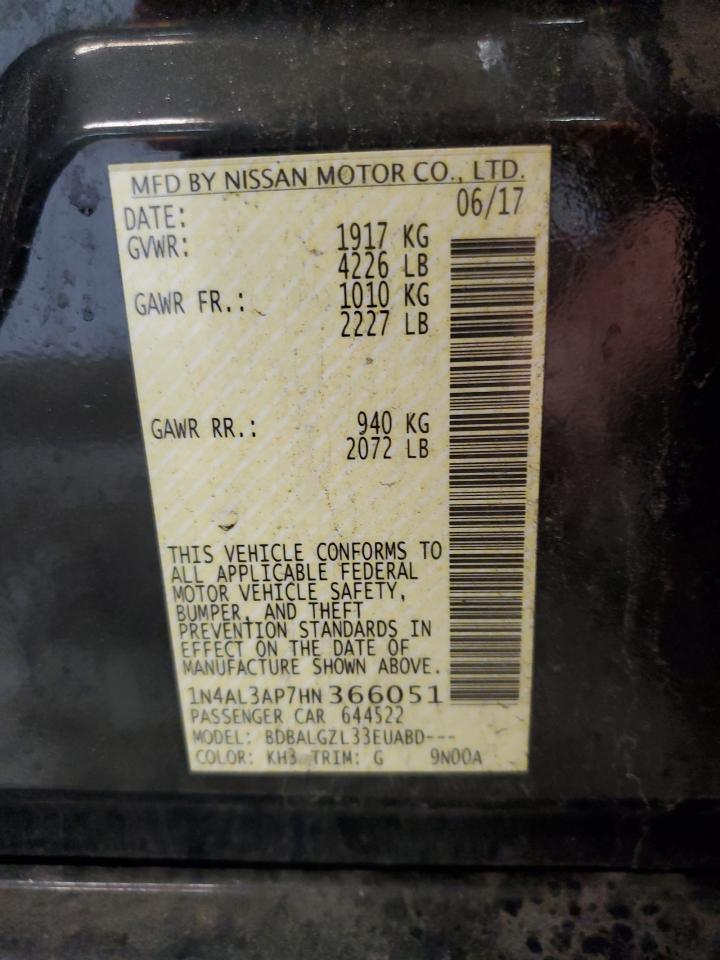 MFD BY NISSAN MOTOR CO., LTD.
DATE: 06/17
GVWR: 1917 KG
4226 LB
GAWR FR.: 1010 KG
2227 LB
GAWR RR.: 940 KG
2072 LB
THIS VEHICLE CONFORMS TO
ALL APPLICABLE FEDERAL
MOTOR VEHICLE SAFETY,
BUMPER, AND THEFT
PREVENTION STANDARDS IN
EFFECT ON THE DATE OF
MANUFACTURE SHOWN ABOVE.
1N4AL3AP7HN366051
PASSENGER CAR 644522
MODEL: BDBALGZL33EUABD---
COLOR: KH3 TRIM: G 9N00A